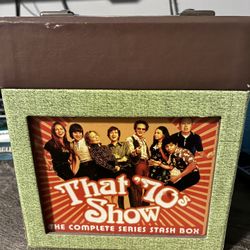 That '70s
Show
THE COMPLETE SERIES STASH BOX